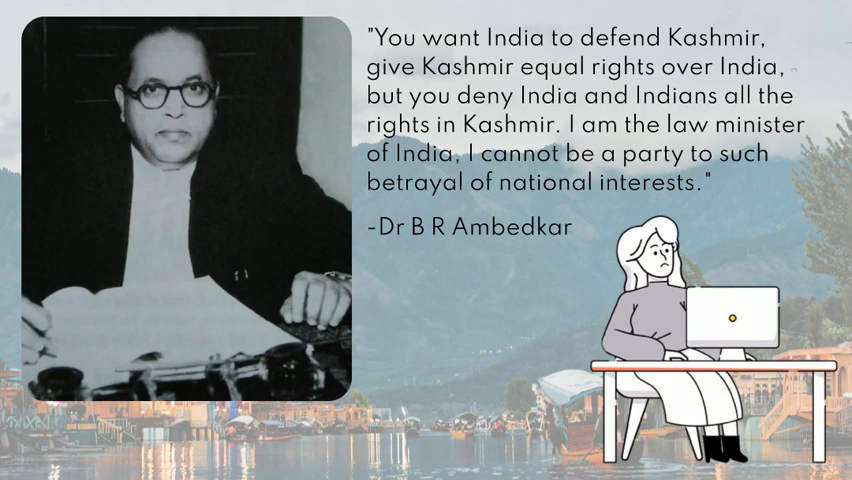 "You want India to defend Kashmir,
give Kashmir equal rights over India,
but you deny India and Indians all the
rights in Kashmir. I am the law minister
of India, I cannot be a party to such
betrayal of national interests."
-Dr B R Ambedkar